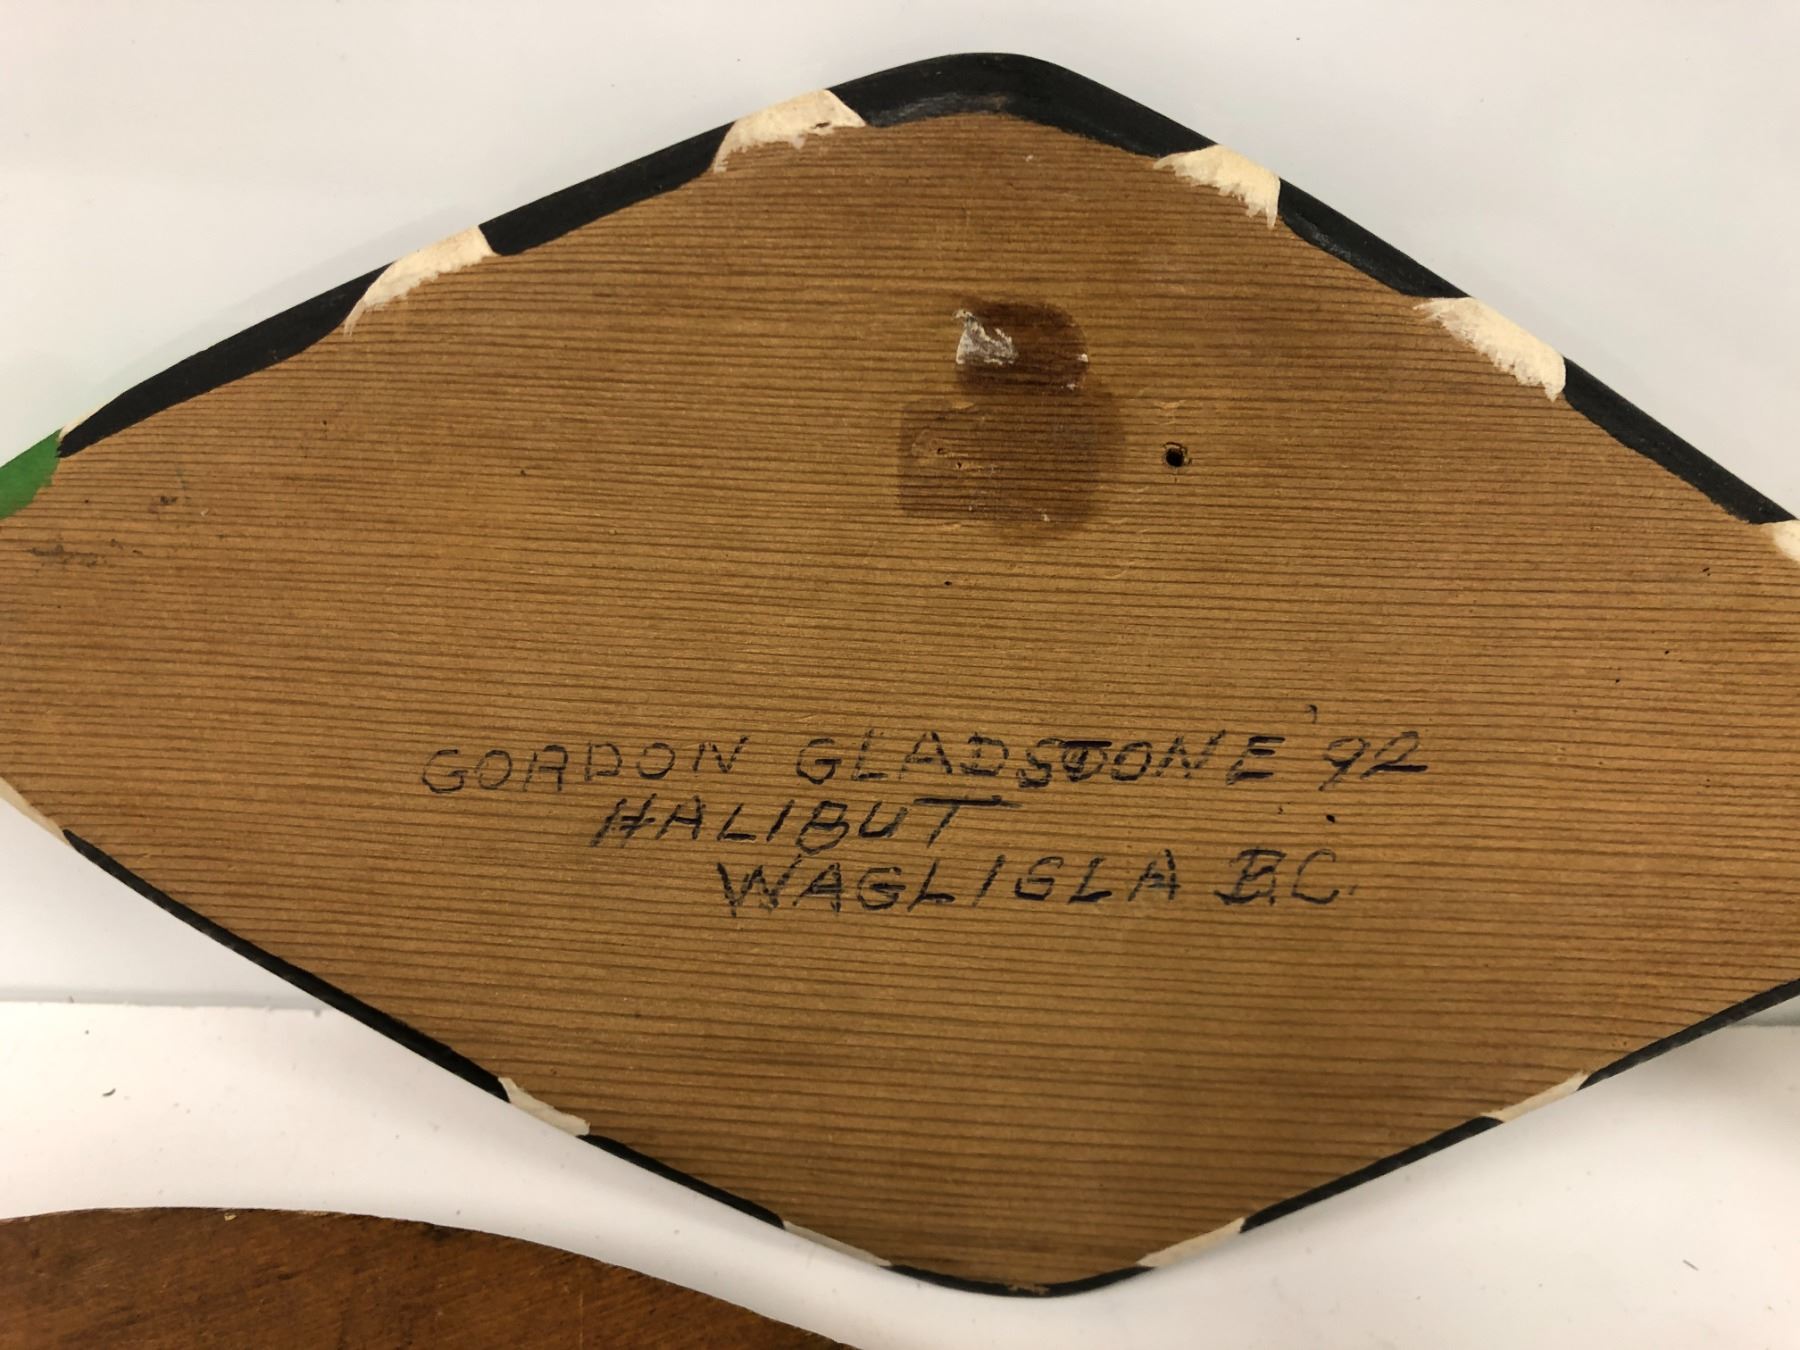 GORDON GLADSTONE '92
HALIBUT
WAGLISLA B.C.